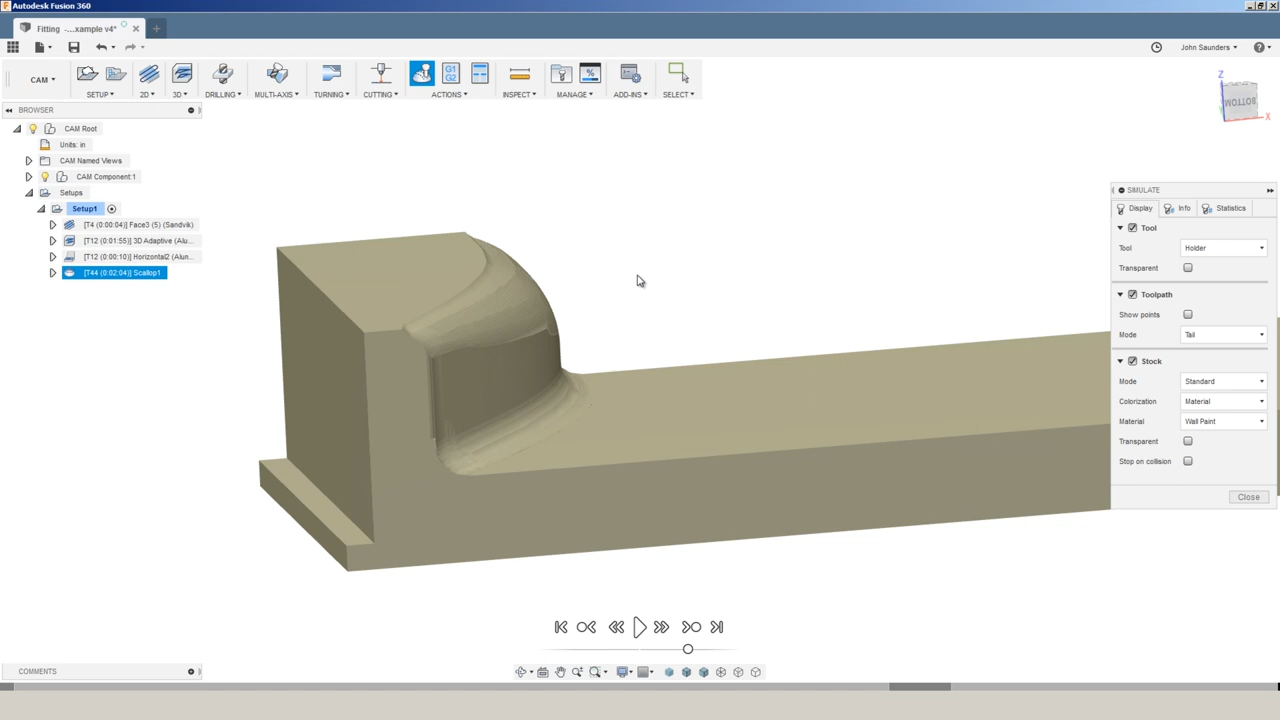 Autodesk Fusion 360
Fitting -...xample v4*
John Saunders
CAM
SETUP
2D
3D
DRILLING
MULTI-AXIS
TURNING
CUTTING
G1
G2
ACTIONS
INSPECT
MANAGE
ADD-INS
SELECT
BROWSER
CAM Root
Units: in
CAM Named Views
CAM Component:1
Setups
Setup1
[T4 (0:00:04)] Face3 (5) (Sandvik)
[T12 (0:01:55)] 3D Adaptive (Alu...
[T12 (0:00:10)] Horizontal2 (Alun...
[T44 (0:02:04)] Scallop1
Z
BOTTOM
X
SIMULATE
Display
Info
Statistics
Tool
Tool
Holder
Transparent
Toolpath
Show points
Mode
Tail
Stock
Mode
Standard
Colorization
Material
Material
Wall Paint
Transparent
Stop on collision
Close
COMMENTS